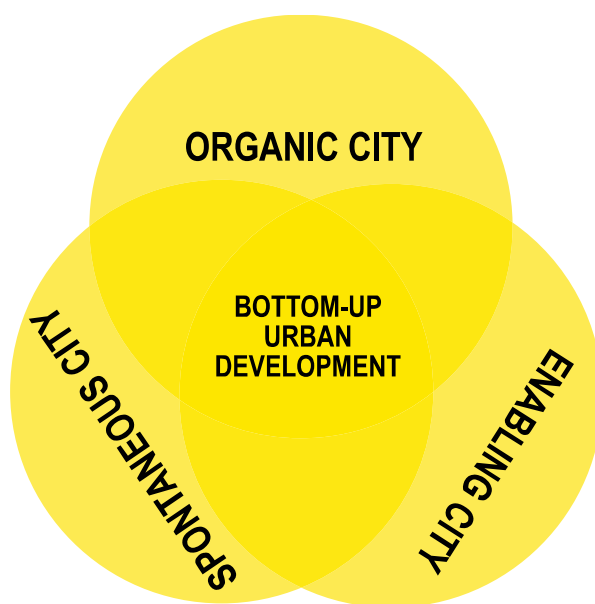 ORGANIC CITY
BOTTOM-UP
URBAN
DEVELOPMENT
SPONTANEOUS CITY
ENABLING CITY